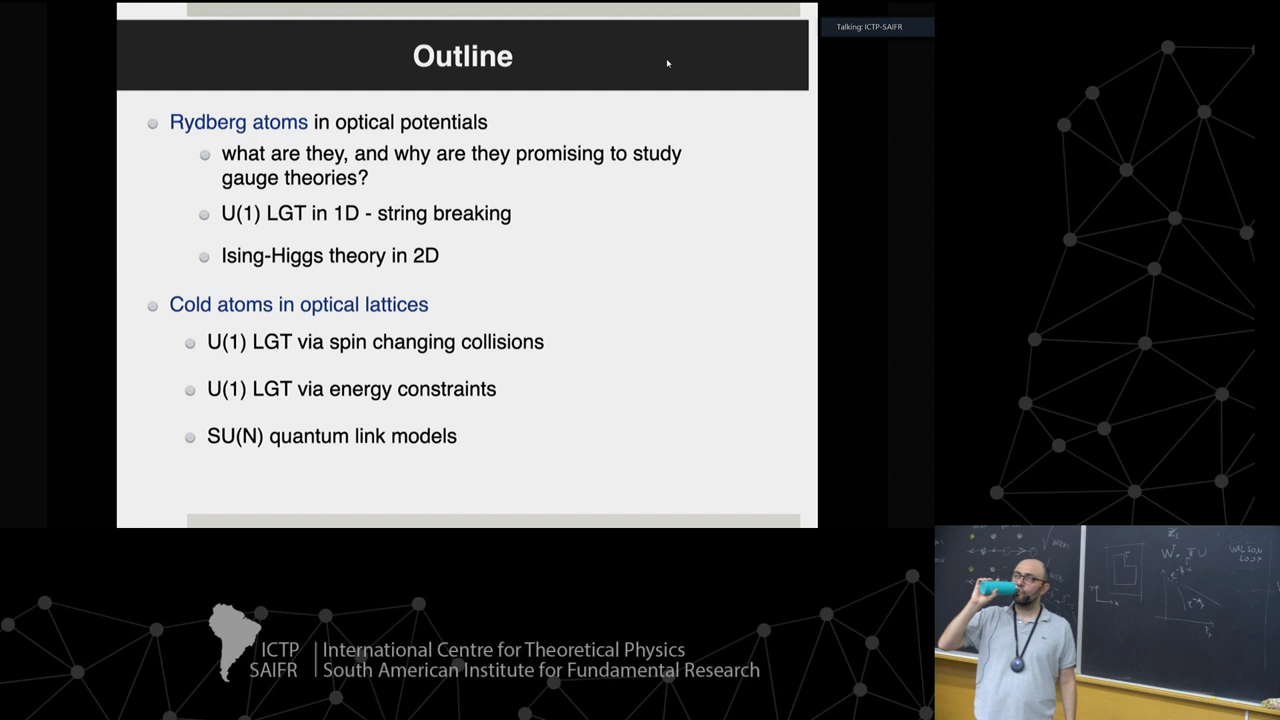 Outline
Talking: ICTP-SAIFR
Rydberg atoms in optical potentials
what are they, and why are they promising to study
gauge theories?
U(1) LGT in 1D - string breaking
Ising-Higgs theory in 2D
Cold atoms in optical lattices
U(1) LGT via spin changing collisions
U(1) LGT via energy constraints
SU(N) quantum link models
ICTP
SAIFR
International Centre for Theoretical Physics
South American Institute for Fundamental Research
WILSON
LOOP